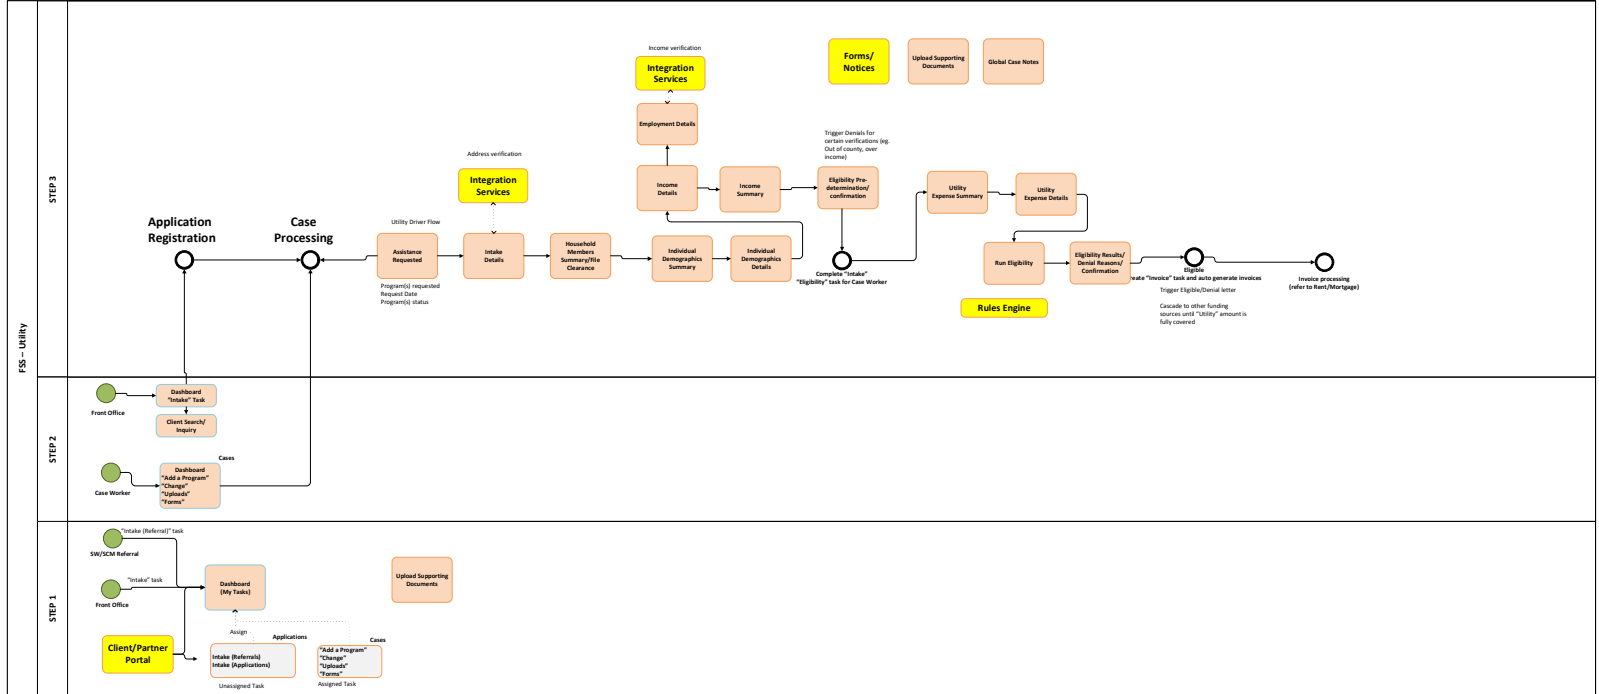 FSS – Utility
STEP 3
Income verification
Integration
Services
Forms/
Notices
Upload Supporting
Documents
Global Case Notes
Employment Details
Trigger Denials for
certain verifications (eg.
Out of county, over
income)
Address verification
Integration
Services
Income
Details
Income
Summary
Eligibility Pre-
determination/
confirmation
Utility
Expense Summary
Utility
Expense Details
Application
Registration
Case
Processing
Utility Driver Flow
Assistance
Requested
Intake
Details
Household
Members
Summary/File
Clearance
Individual
Demographics
Summary
Individual
Demographics
Details
Run Eligibility
Eligibility Results/
Denial Reasons/
Confirmation
Program(s) requested
Request Date
Program(s) status
Complete "Intake"
"Eligibility" task for Case Worker
Eligible
reate "Invoice" task and auto generate invoices
Invoice processing
(refer to Rent/Mortgage)
Trigger Eligible/Denial letter
Cascade to other funding
sources until "Utility" amount is
fully covered
Rules Engine
STEP 2
Front Office
Dashboard
"Intake" Task
Client Search/
Inquiry
Cases
Case Worker
Dashboard
"Add a Program"
"Change"
"Uploads"
"Forms"
STEP 1
"Intake (Referral)" task
SW/SCM Referral
"Intake" task
Front Office
Dashboard
(My Tasks)
Upload Supporting
Documents
Client/Partner
Portal
Assign
Applications
Intake (Referrals)
Intake (Applications)
Unassigned Task
Cases
"Add a Program"
"Change"
"Uploads"
"Forms"
Assigned Task